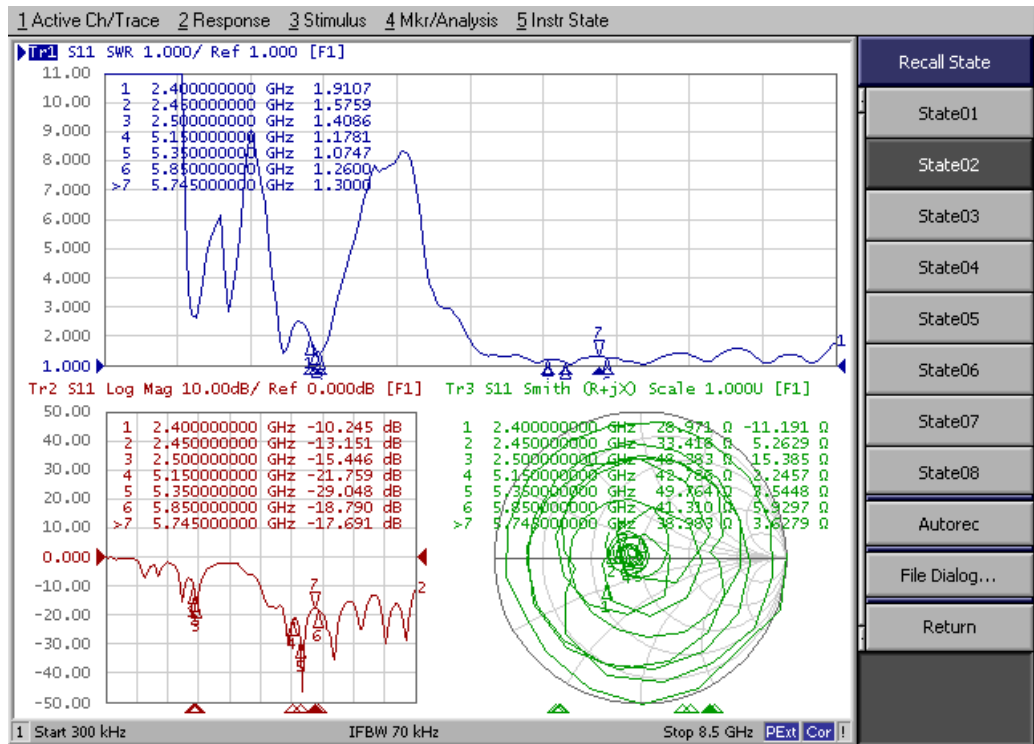 1 Active Ch/Trace 2 Response 3 Stimulus 4 Mkr/Analysis 5 Instr State
Tr1 S11 SWR 1.000/ Ref 1.000 [F1]
11.00
10.00
9.000
8.000
7.000
6.000
5.000
4.000
3.000
2.000
1.000
1 2.400000000 GHz 1.9107
2 2.450000000 GHz 1.5759
3 2.500000000 GHz 1.4086
4 5.150000000 GHz 1.1781
5 5.350000000 GHz 1.0747
6 5.850000000 GHz 1.2600
>7 5.745000000 GHz 1.3000
7
1
Tr2 S11 Log Mag 10.00dB/ Ref 0.000dB [F1]
50.00
40.00
30.00
20.00
10.00
0.000
-10.00
-20.00
-30.00
-40.00
-50.00
1 2.400000000 GHz -10.245 dB
2 2.450000000 GHz -13.151 dB
3 2.500000000 GHz -15.446 dB
4 5.150000000 GHz -21.759 dB
5 5.350000000 GHz -29.048 dB
6 5.850000000 GHz -18.790 dB
>7 5.745000000 GHz -17.691 dB
7
2
3
4
5
6
Tr3 S11 Smith (R+jX) Scale 1.000U [F1]
1 2.400000000 GHz 28.971 Ω -11.191 Ω
2 2.450000000 GHz 33.418 Ω 5.2629 Ω
3 2.500000000 GHz 15.385 Ω
4 5.150000000 GHz 2.2457 Ω
5 5.350000000 GHz 49.764 Ω 3.5448 Ω
6 5.850000000 GHz 41.310 Ω 5.9297 Ω
>7 5.745000000 GHz 38.983 Ω 3.6279 Ω
1
1 Start 300 kHz IFBW 70 kHz Stop 8.5 GHz PExt Cor !
Recall State
State01
State02
State03
State04
State05
State06
State07
State08
Autorec
File Dialog...
Return